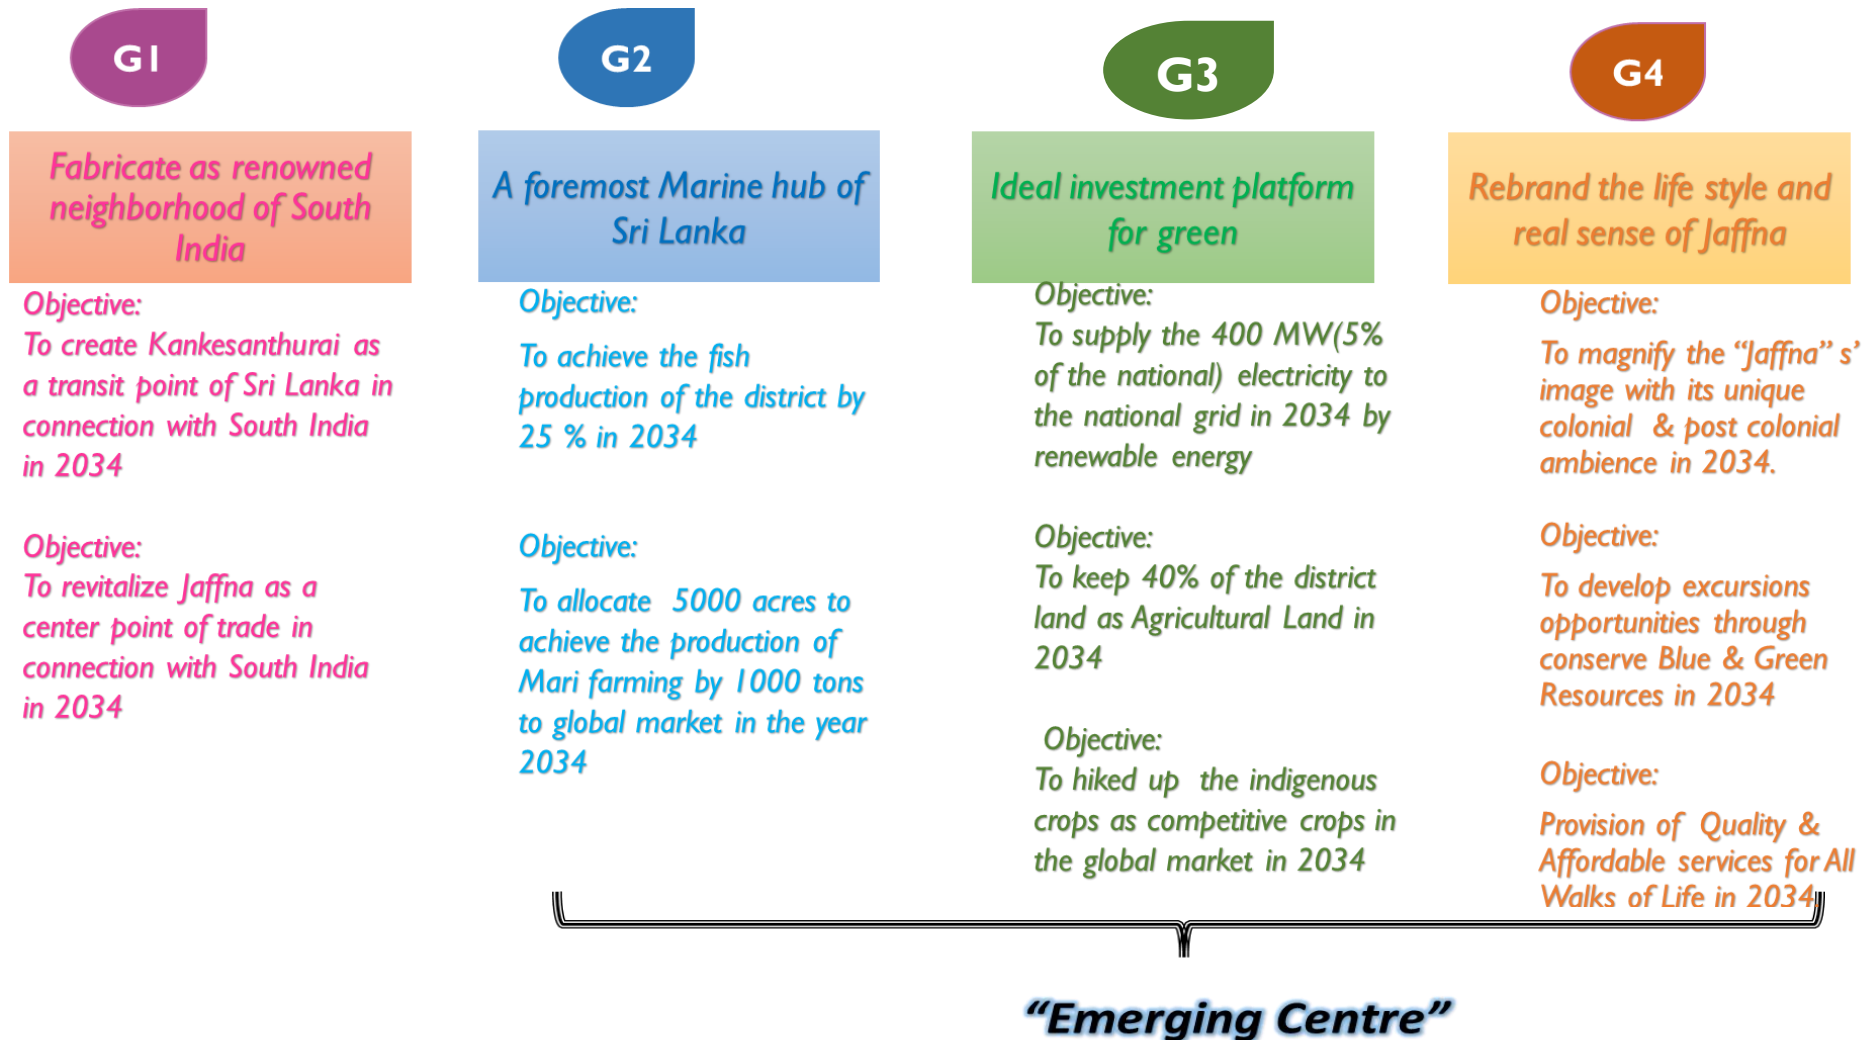 G1
Fabricate as renowned
neighborhood of South
India
Objective:
To create Kankesanthurai as
a transit point of Sri Lanka in
connection with South India
in 2034
Objective:
To revitalize Jaffna as a
center point of trade in
connection with South India
in 2034
G2
A foremost Marine hub of
Sri Lanka
Objective:
To achieve the fish
production of the district by
25 % in 2034
Objective:
To allocate 5000 acres to
achieve the production of
Mari farming by 1000 tons
to global market in the year
2034
G3
Ideal investment platform
for green
Objective:
To supply the 400 MW(5%
of the national) electricity to
the national grid in 2034 by
renewable energy
Objective:
To keep 40% of the district
land as Agricultural Land in
2034
Objective:
To hiked up the indigenous
crops as competitive crops in
the global market in 2034
G4
Rebrand the life style and
real sense of Jaffna
Objective:
To magnify the “Jaffna” s’
image with its unique
colonial & post colonial
ambience in 2034.
Objective:
To develop excursions
opportunities through
conserve Blue & Green
Resources in 2034
Objective:
Provision of Quality &
Affordable services for All
Walks of Life in 2034.
“Emerging Centre”